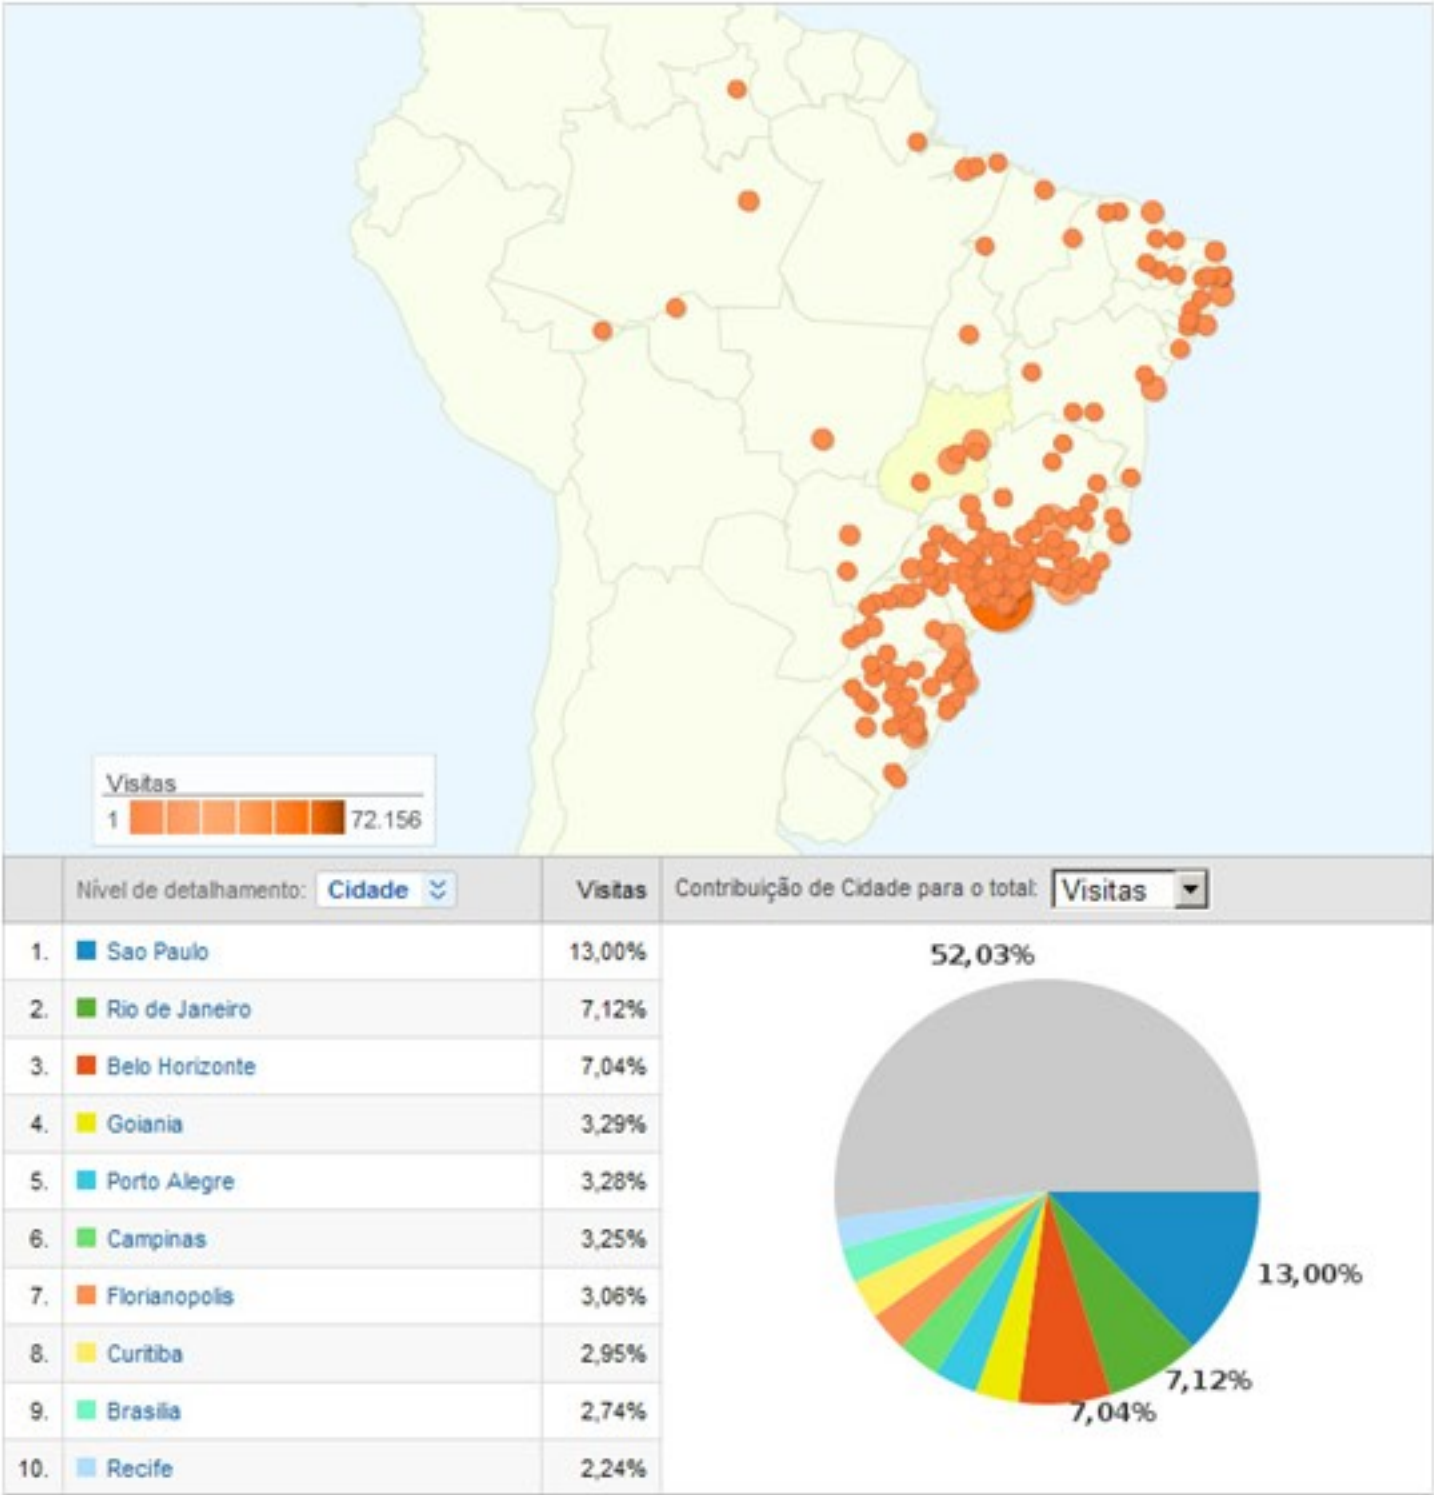 Visitas
1 72.156
Nível de detalhamento: Cidade Visitas Contribuição de Cidade para o total: Visitas
1. Sao Paulo 13,00%
2. Rio de Janeiro 7,12%
3. Belo Horizonte 7,04%
4. Goiania 3,29%
5. Porto Alegre 3,28%
6. Campinas 3,25%
7. Florianopolis 3,06%
8. Curitiba 2,95%
9. Brasilia 2,74%
10. Recife 2,24%
52,03%
13,00%
7,12%
7,04%